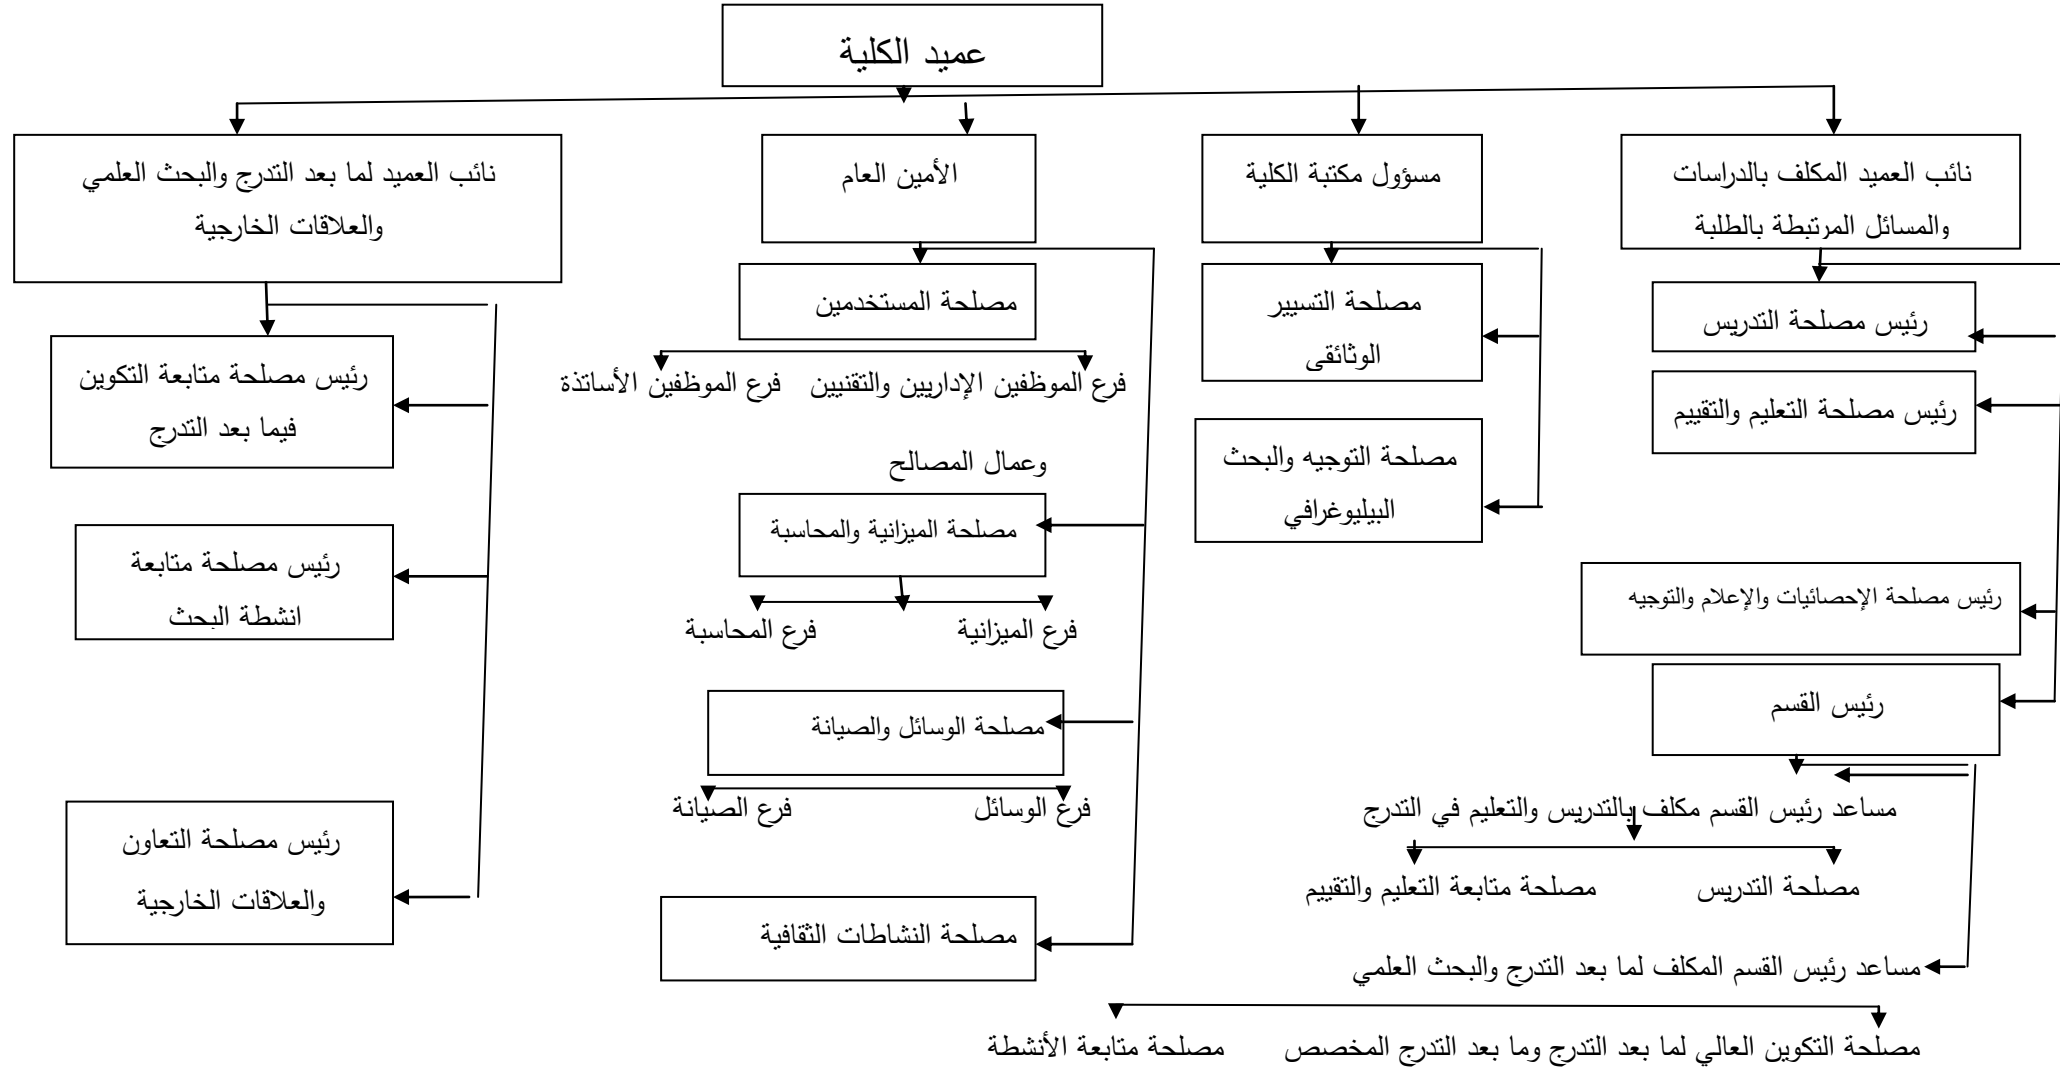 عميد الكلية
نائب العميد المكلف بالدراسات
والمسائل المرتبطة بالطلبة
مسؤول مكتبة الكلية
الأمين العام
نائب العميد لما بعد التدرج والبحث العلمي
والعلاقات الخارجية
رئيس مصلحة التدريس
رئيس مصلحة التعليم والتقييم
رئيس مصلحة الإحصائيات والإعلام والتوجيه
رئيس القسم
مساعد رئيس القسم مكلف بالتدريس والتعليم في التدرج
مصلحة التدريس
مصلحة متابعة التعليم والتقييم
مساعد رئيس القسم المكلف لما بعد التدرج والبحث العلمي
مصلحة التكوين العالي لما بعد التدرج وما بعد التدرج المخصص
مصلحة متابعة الأنشطة
مصلحة التسيير
الوثائقي
مصلحة التوجيه والبحث
البيليوغرافي
مصلحة المستخدمين
فرع الموظفين الإداريين والتقنيين
فرع الموظفين الأساتذة
وعمال المصالح
مصلحة الميزانية والمحاسبة
فرع الميزانية
فرع المحاسبة
مصلحة الوسائل والصيانة
فرع الوسائل
فرع الصيانة
مصلحة النشاطات الثقافية
رئيس مصلحة متابعة التكوين
فيما بعد التدرج
رئيس مصلحة متابعة
انشطة البحث
رئيس مصلحة التعاون
والعلاقات الخارجية